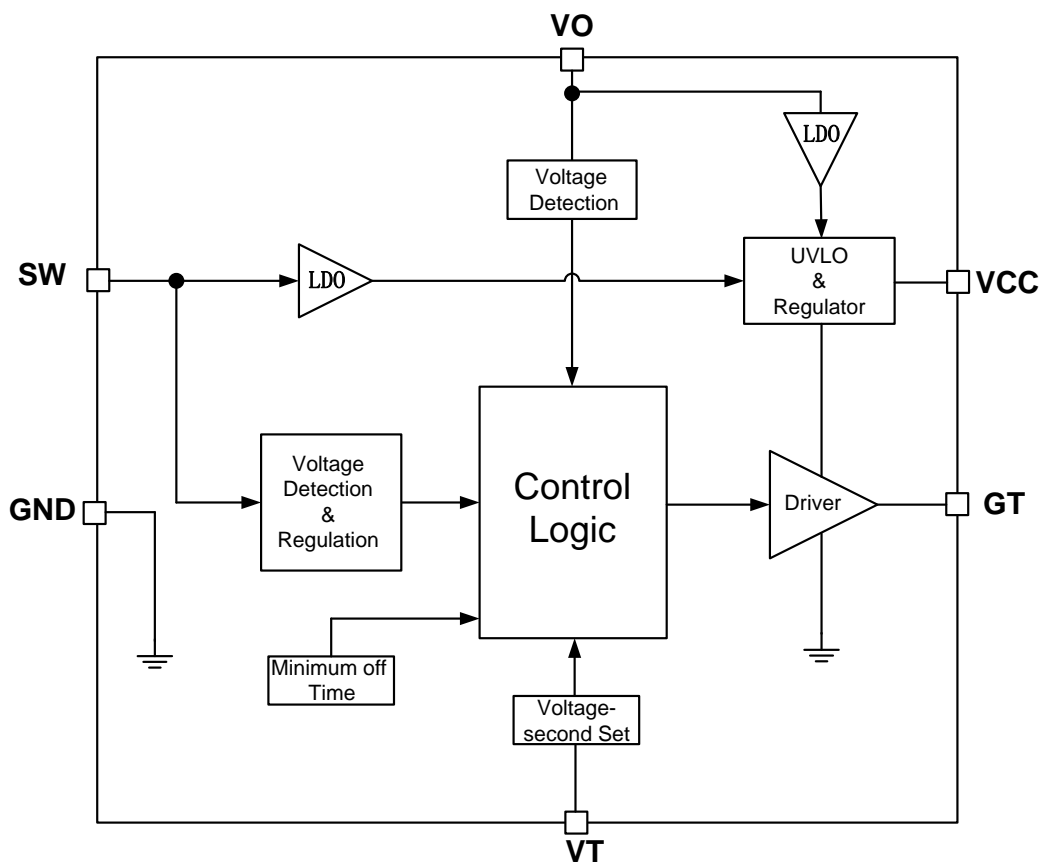 VO
LDO
Voltage
Detection
SW
LDO
UVLO
&
Regulator
VCC
Voltage
Detection
&
Regulation
Control
Logic
GND
Driver
GT
Minimum off
Time
Voltage-
second Set
VT